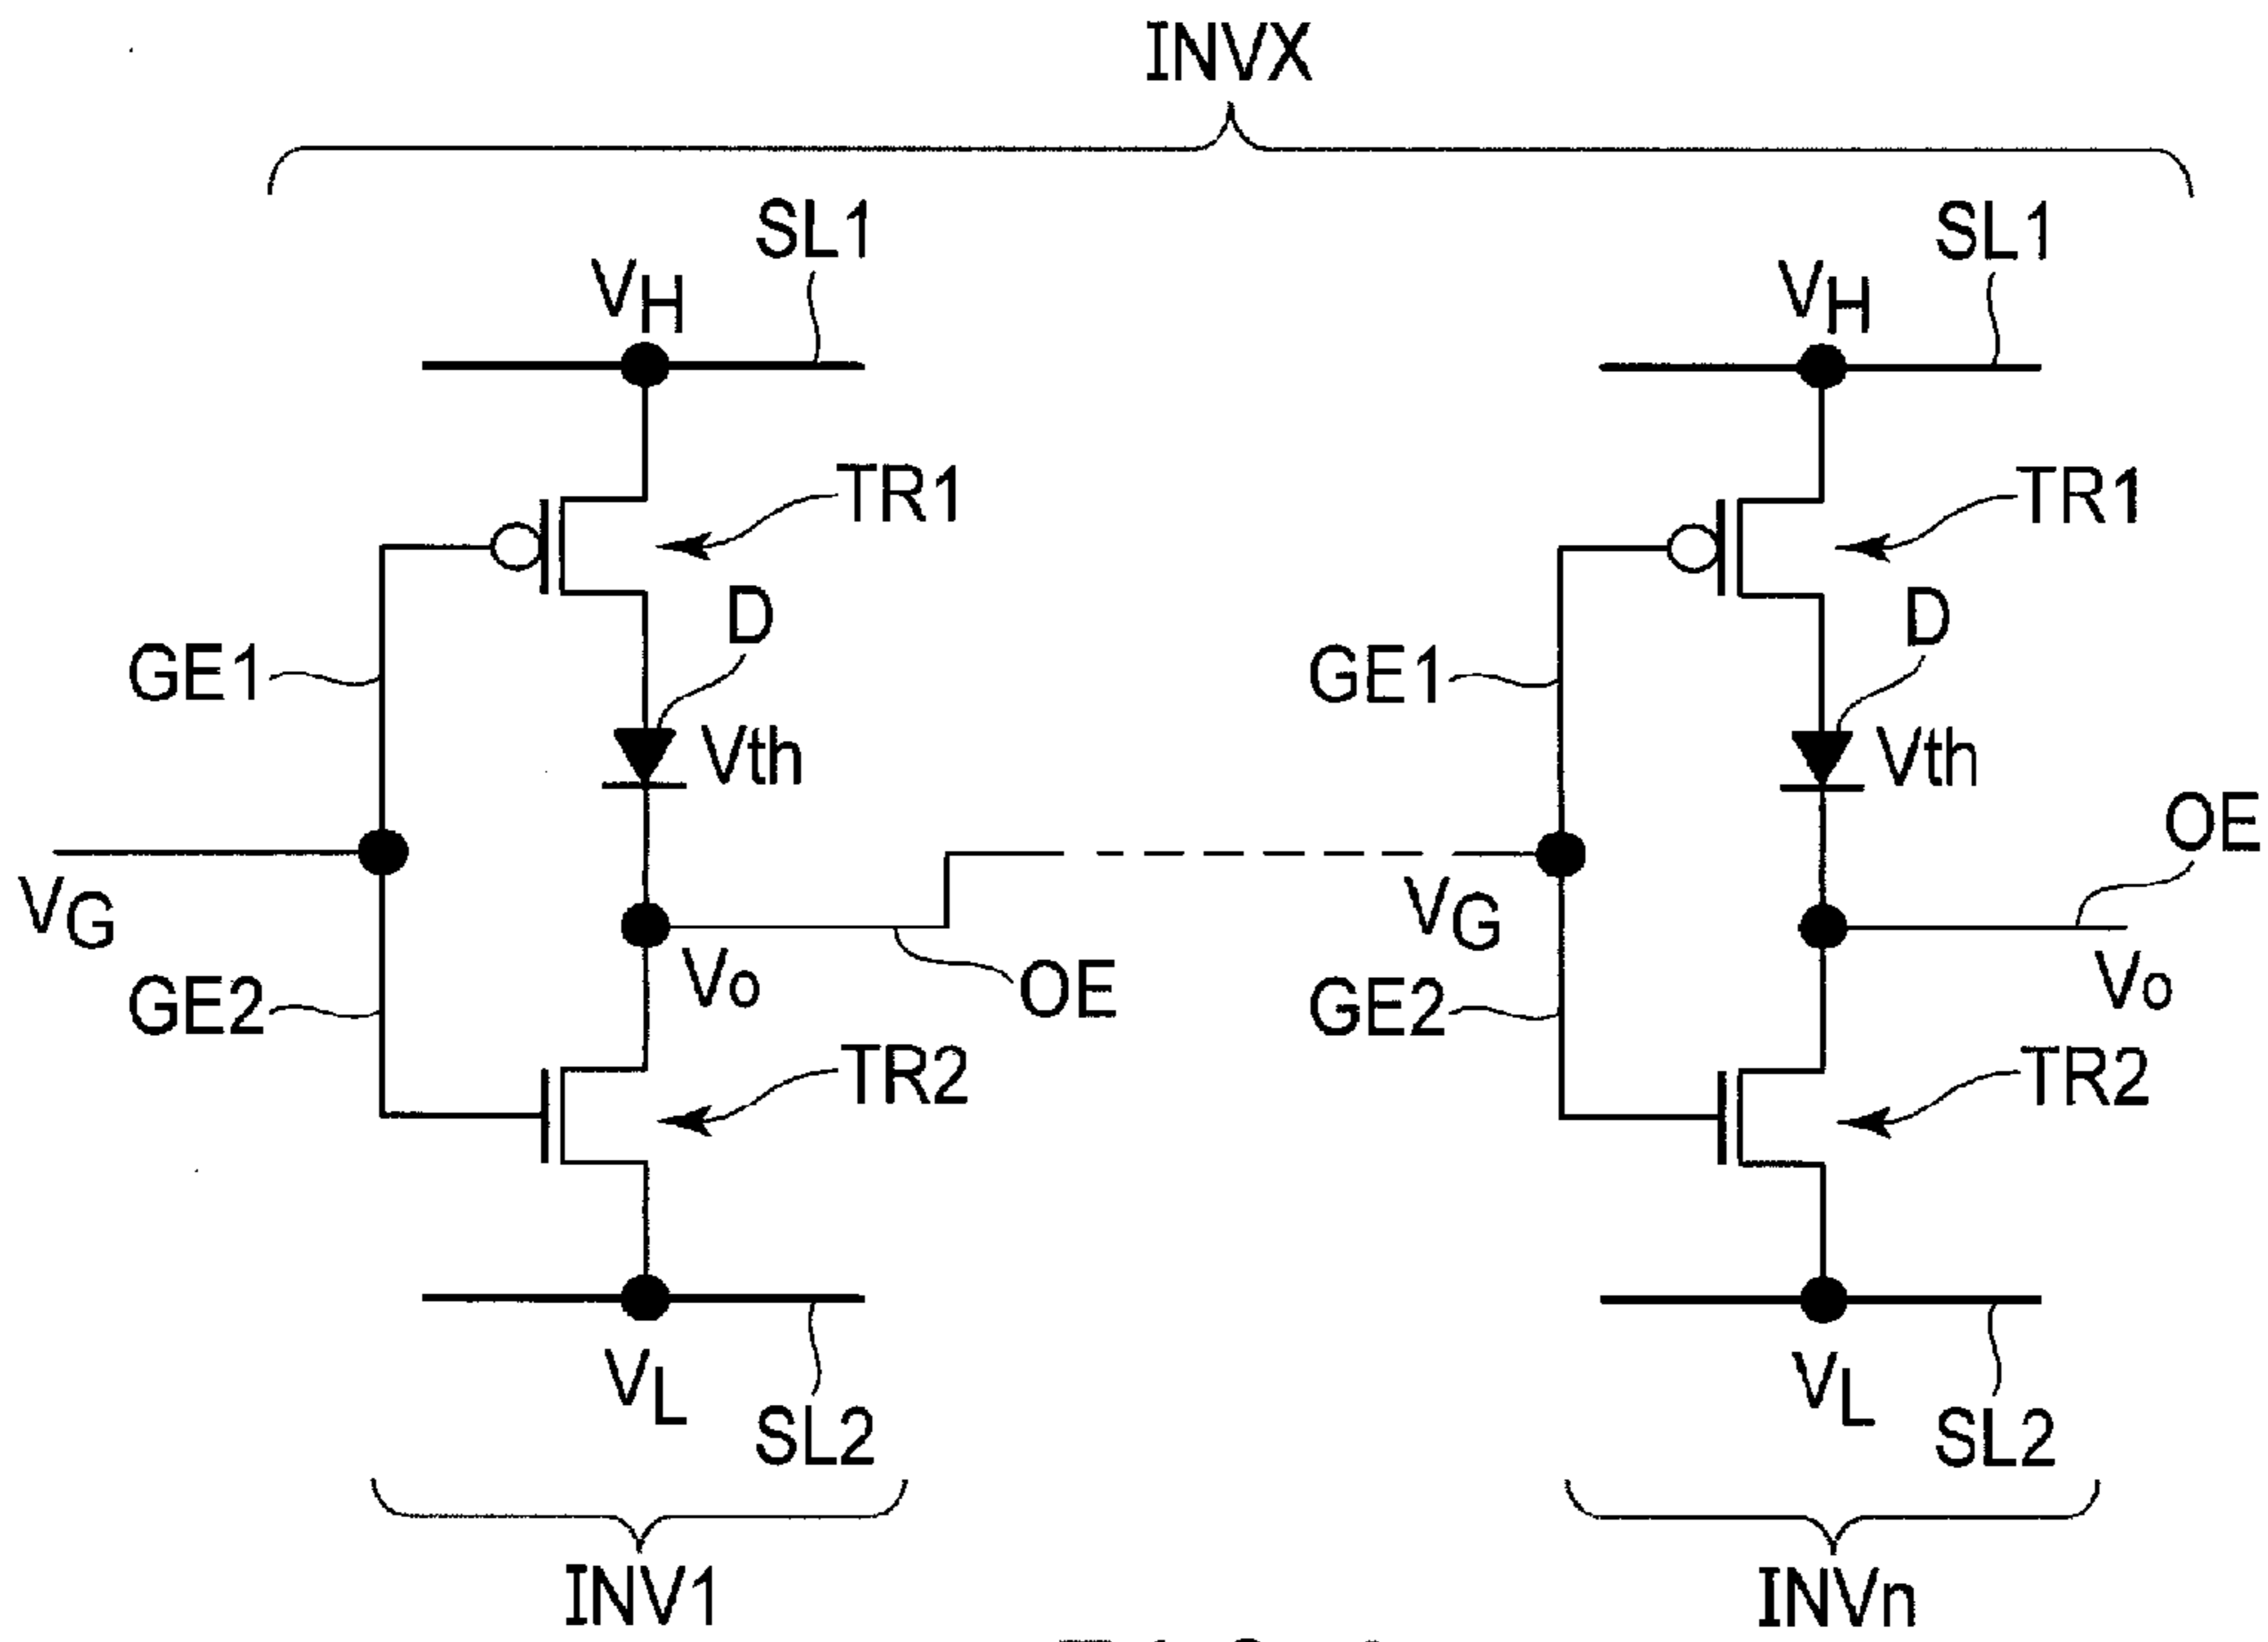 INVX
SL1
SL1
VH
VH
TR1
TR1
D
D
GE1
GE1
Vth
Vth
OE
VG
VG
Vo
OE
Vo
GE2
GE2
TR2
TR2
VL
VL
SL2
SL2
INV1
INVn